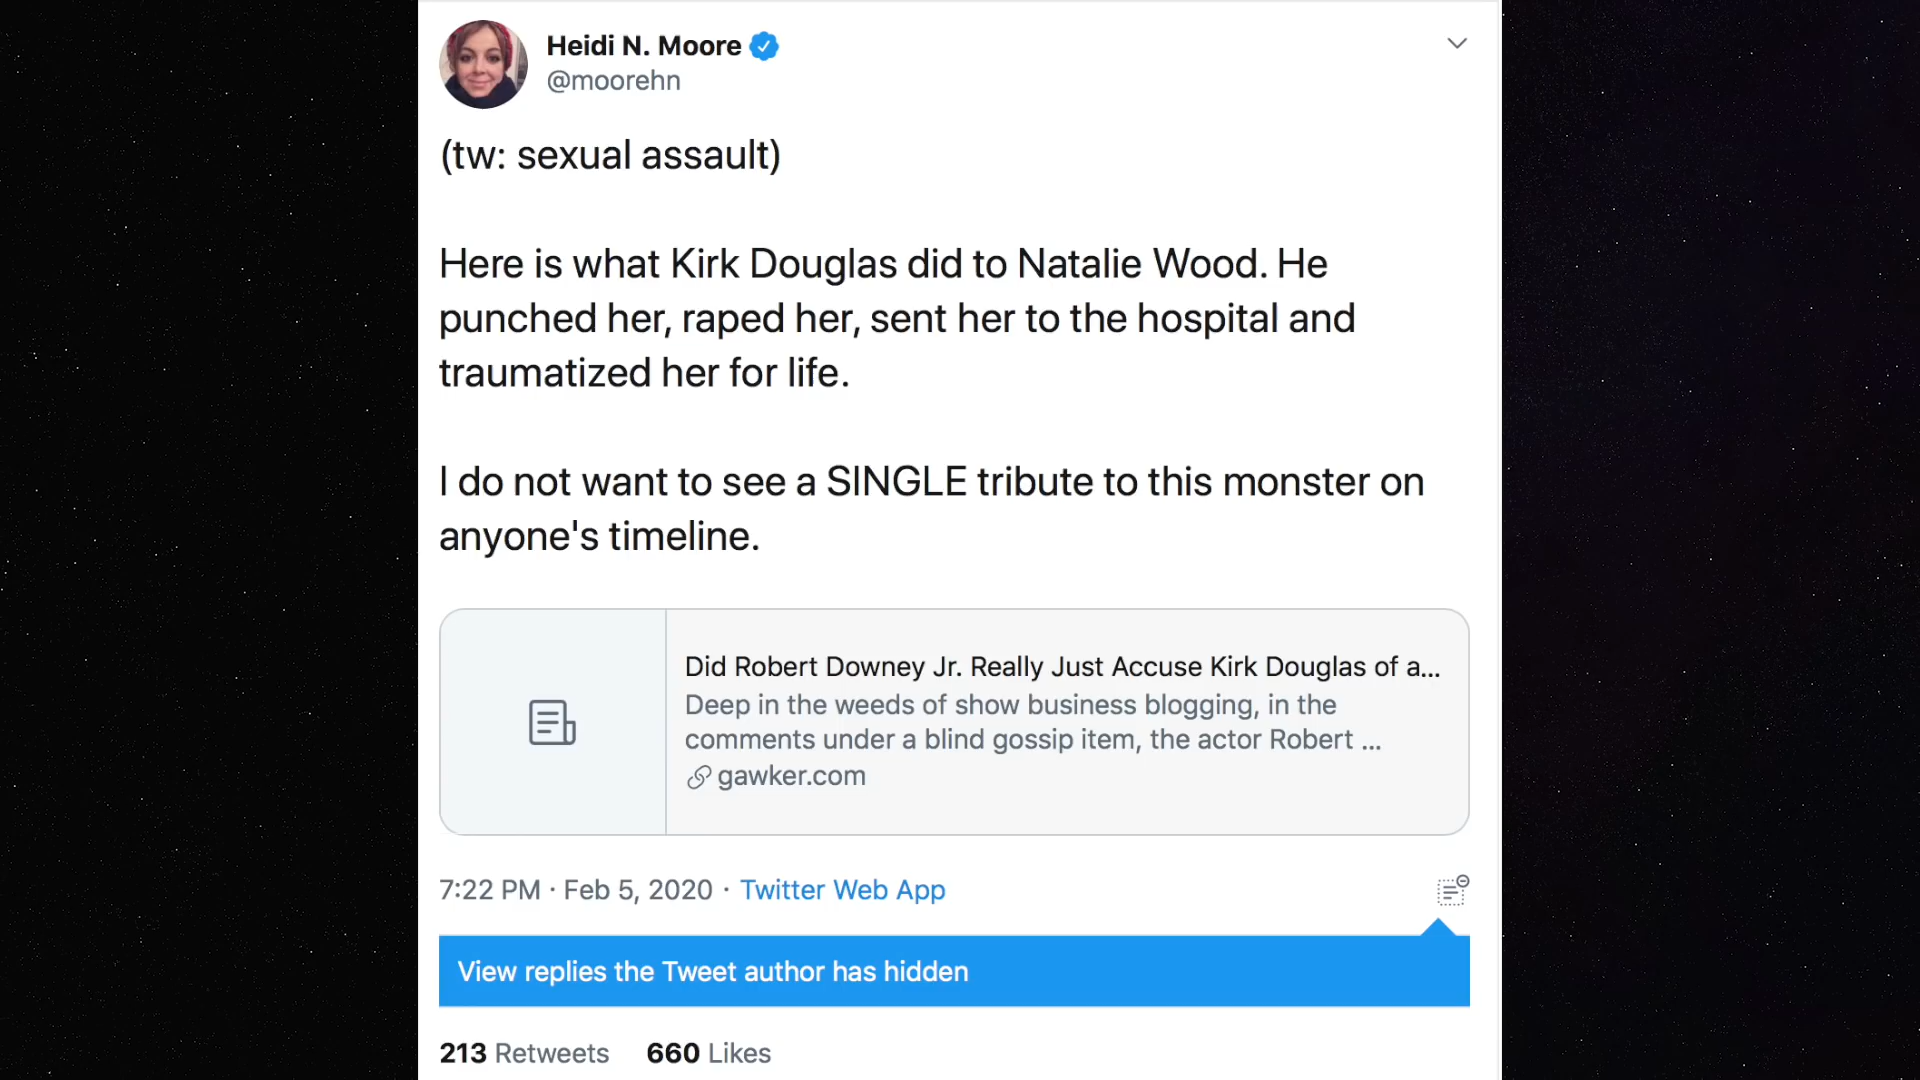 Heidi N. Moore
@moorehn
(tw: sexual assault)
Here is what Kirk Douglas did to Natalie Wood. He
punched her, raped her, sent her to the hospital and
traumatized her for life.
I do not want to see a SINGLE tribute to this monster on
anyone's timeline.
Did Robert Downey Jr. Really Just Accuse Kirk Douglas of a...
Deep in the weeds of show business blogging, in the
comments under a blind gossip item, the actor Robert ...
gawker.com
7:22 PM · Feb 5, 2020 · Twitter Web App
View replies the Tweet author has hidden
213 Retweets 660 Likes